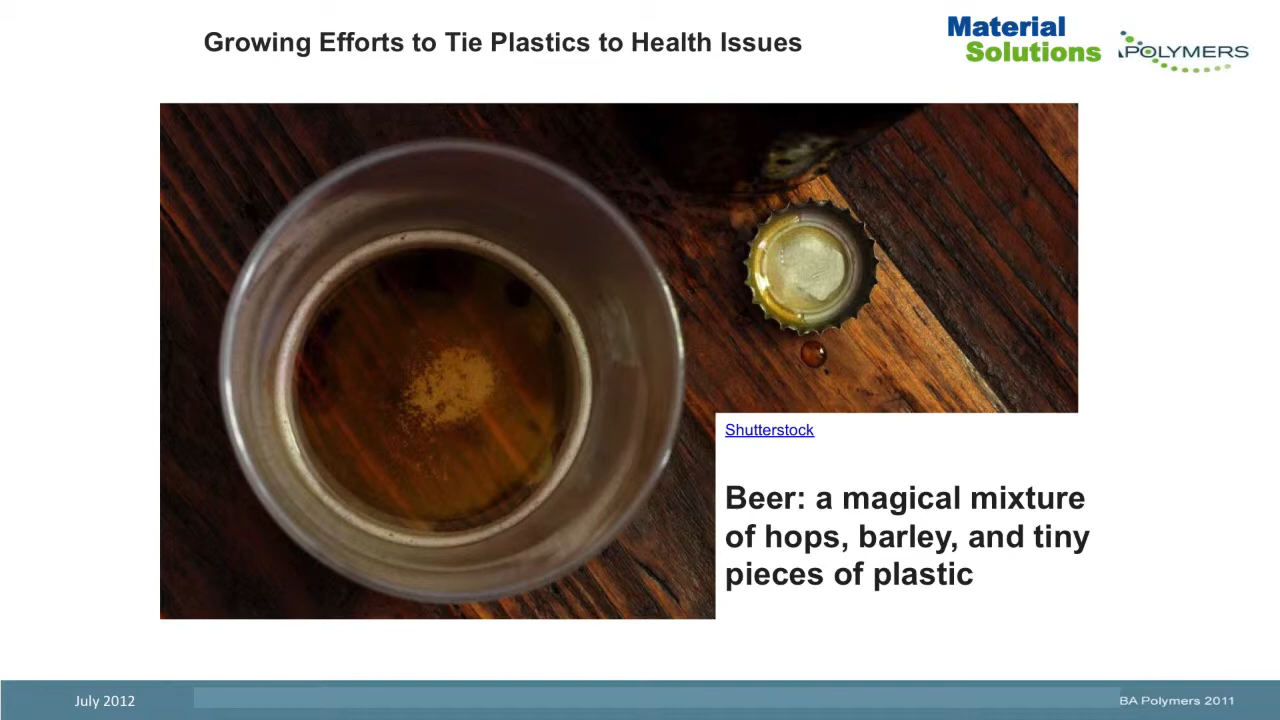 Growing Efforts to Tie Plastics to Health Issues
Material
Solutions
POLYMERS
Shutterstock
Beer: a magical mixture
of hops, barley, and tiny
pieces of plastic
July 2012
BA Polymers 2011